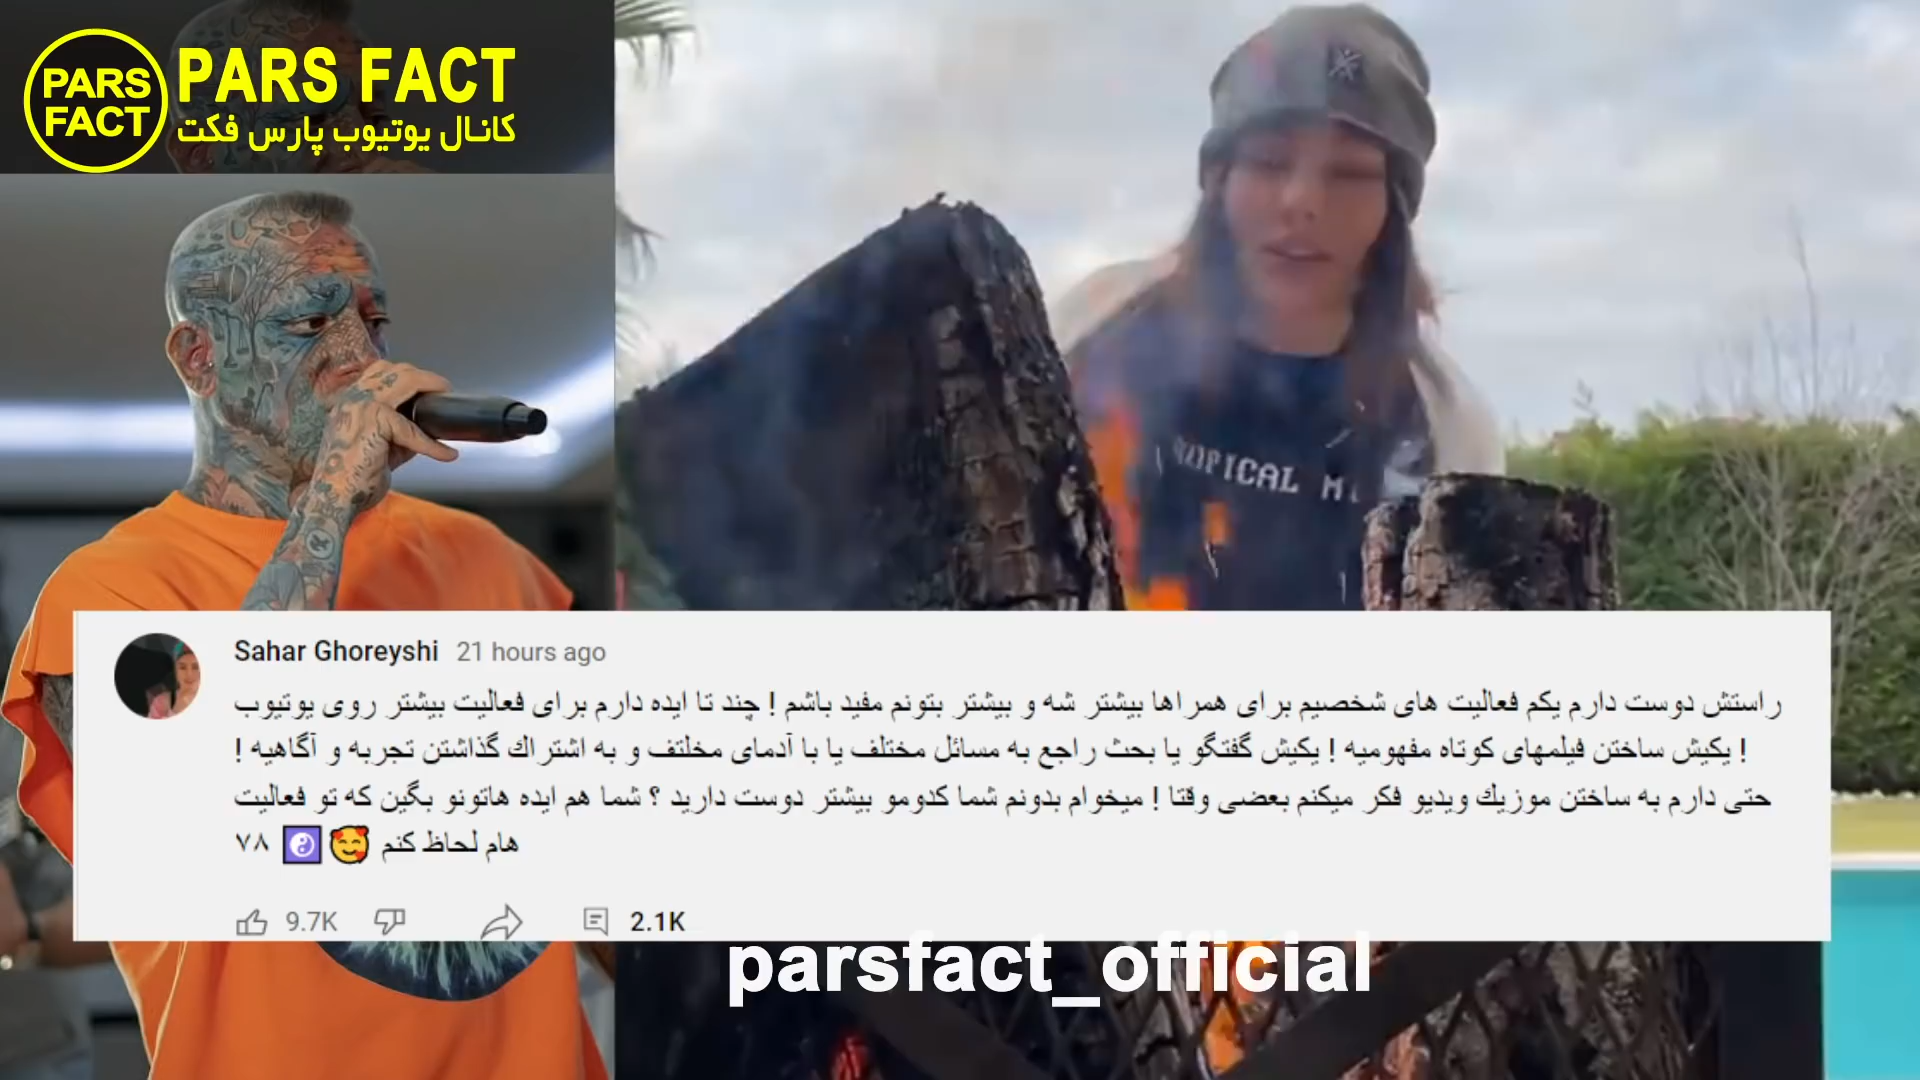 PARS
FACT
PARS FACT
کانال یوتیوب پارس فکت
OPICAL
Sahar Ghoreyshi 21 hours ago
راستش دوست دارم یکم فعالیت های شخصیم برای همراها بیشتر شه و بیشتر بتونم مفید باشم ! چند تا ایده دارم برای فعالیت بیشتر روی یوتیوب
! یکیش ساختن فیلمهای کوتاه مفهومیه ! یکیش گفتگو یا بحث راجع به مسائل مختلف یا با آدمای مخلتف و به اشتراك گذاشتن تجربه و آگاهیه !
حتی دارم به ساختن موزیك ویدیو فکر میکنم بعضی وقتا ! میخوام بدونم شما کدومو بیشتر دوست دارید ؟ شما هم ایده هاتونو بگین که تو فعالیت
هام لحاظ کنم 🥰☯️ ۷۸
9.7K 2.1K
parsfact_official